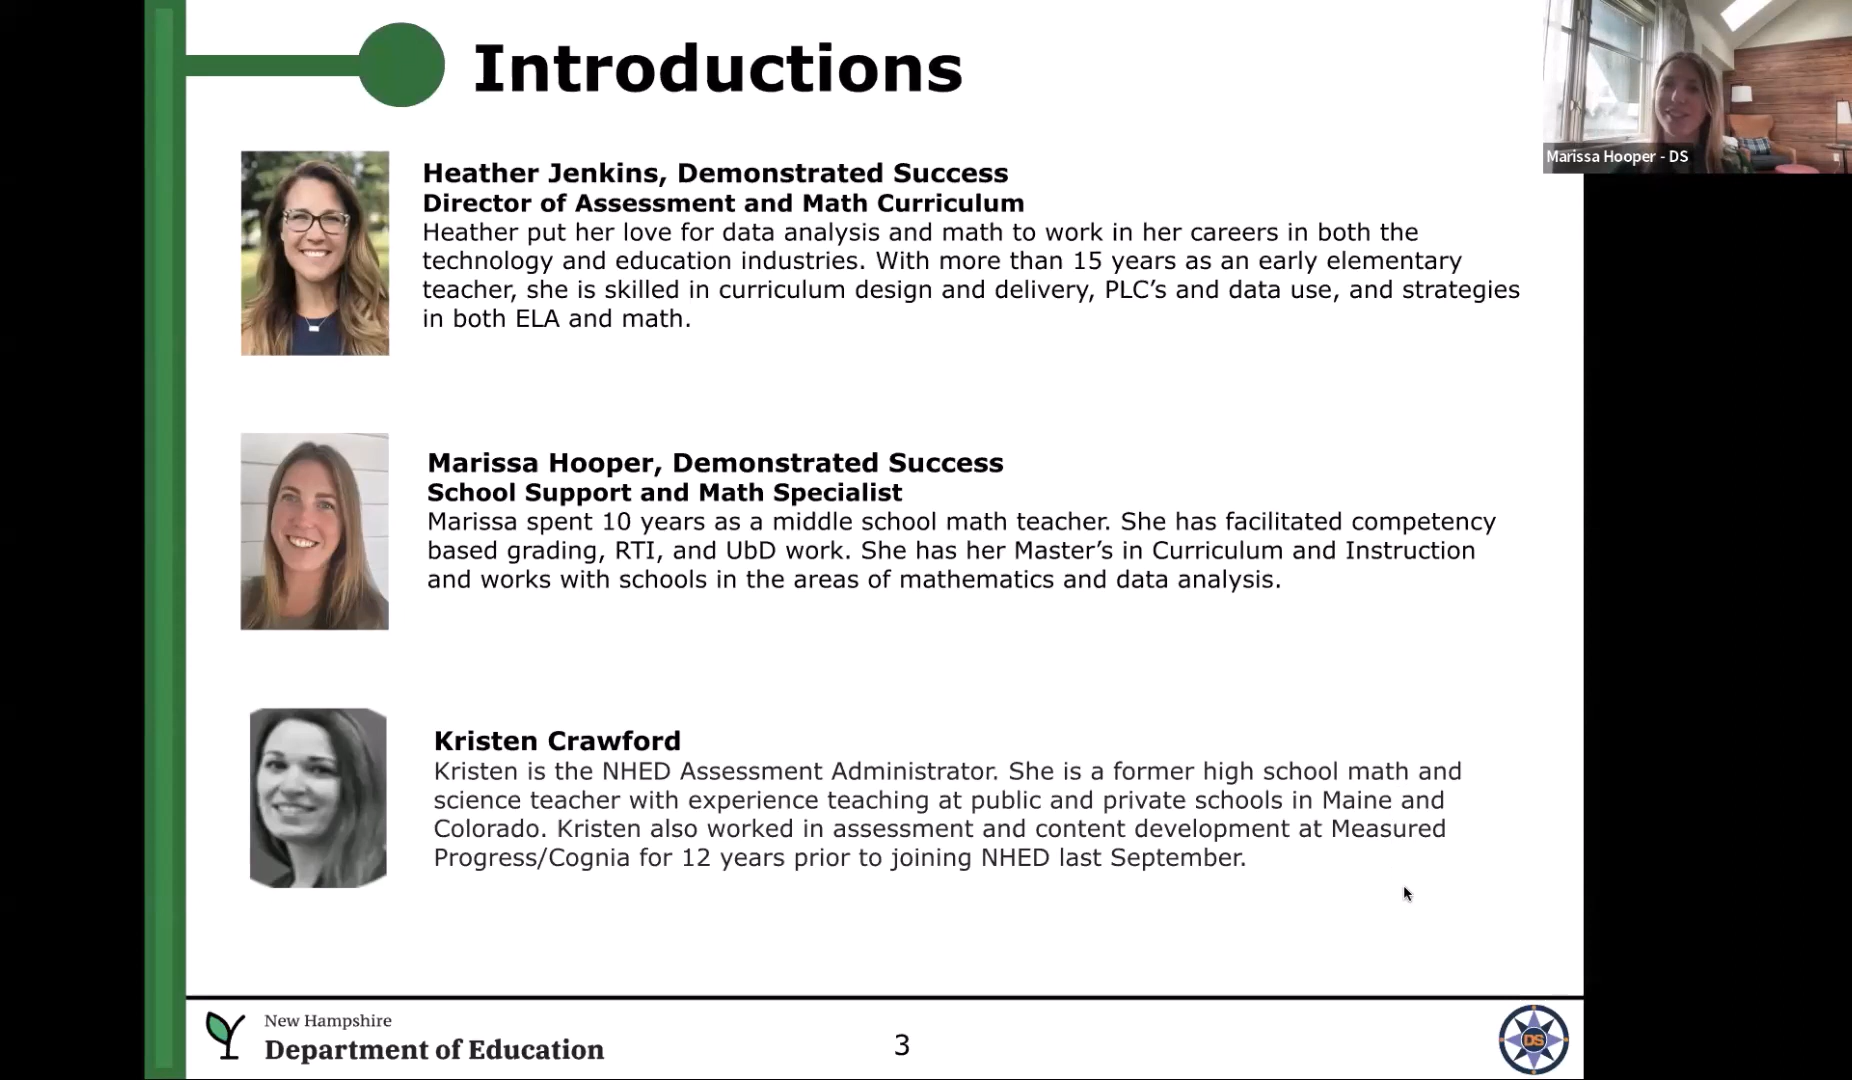 Introductions
Marissa Hooper - DS
Heather Jenkins, Demonstrated Success
Director of Assessment and Math Curriculum
Heather put her love for data analysis and math to work in her careers in both the
technology and education industries. With more than 15 years as an early elementary
teacher, she is skilled in curriculum design and delivery, PLC’s and data use, and strategies
in both ELA and math.
Marissa Hooper, Demonstrated Success
School Support and Math Specialist
Marissa spent 10 years as a middle school math teacher. She has facilitated competency
based grading, RTI, and UbD work. She has her Master’s in Curriculum and Instruction
and works with schools in the areas of mathematics and data analysis.
Kristen Crawford
Kristen is the NHED Assessment Administrator. She is a former high school math and
science teacher with experience teaching at public and private schools in Maine and
Colorado. Kristen also worked in assessment and content development at Measured
Progress/Cognia for 12 years prior to joining NHED last September.
New Hampshire
Department of Education
3
DS